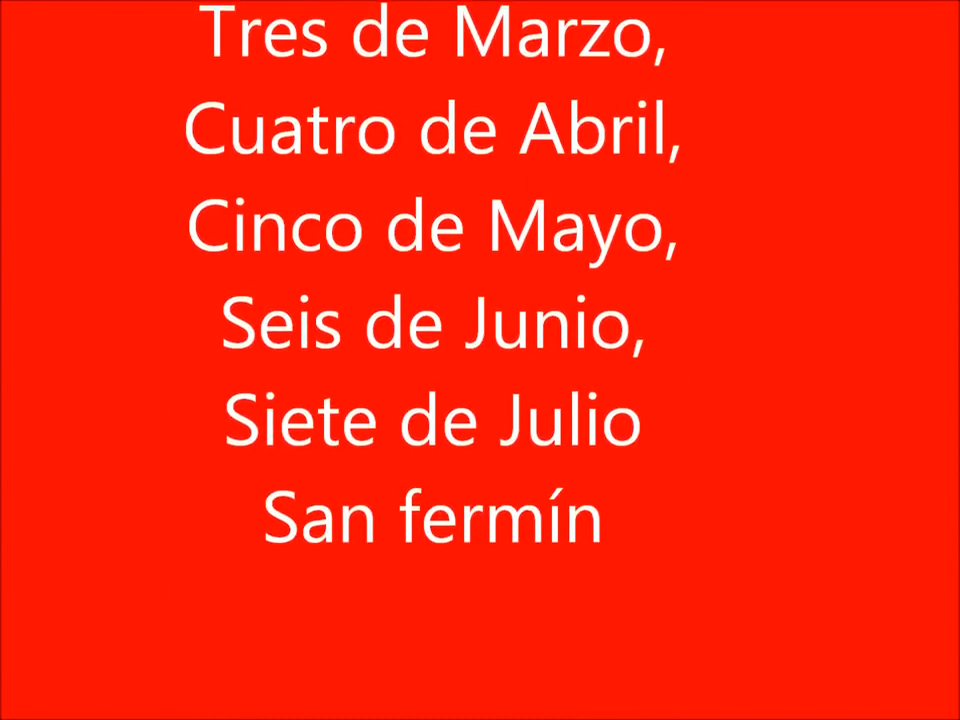 Tres de Marzo,
Cuatro de Abril,
Cinco de Mayo,
Seis de Junio,
Siete de Julio
San fermín